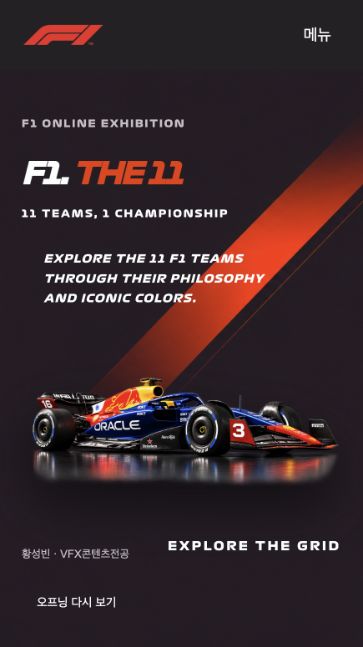 F1
메뉴
F1 ONLINE EXHIBITION
F1. THE 11
11 TEAMS, 1 CHAMPIONSHIP
EXPLORE THE 11 F1 TEAMS
THROUGH THEIR PHILOSOPHY
AND ICONIC COLORS.
ORACLE
3
EXPLORE THE GRID
황성빈 · VFX콘텐츠전공
오프닝 다시 보기